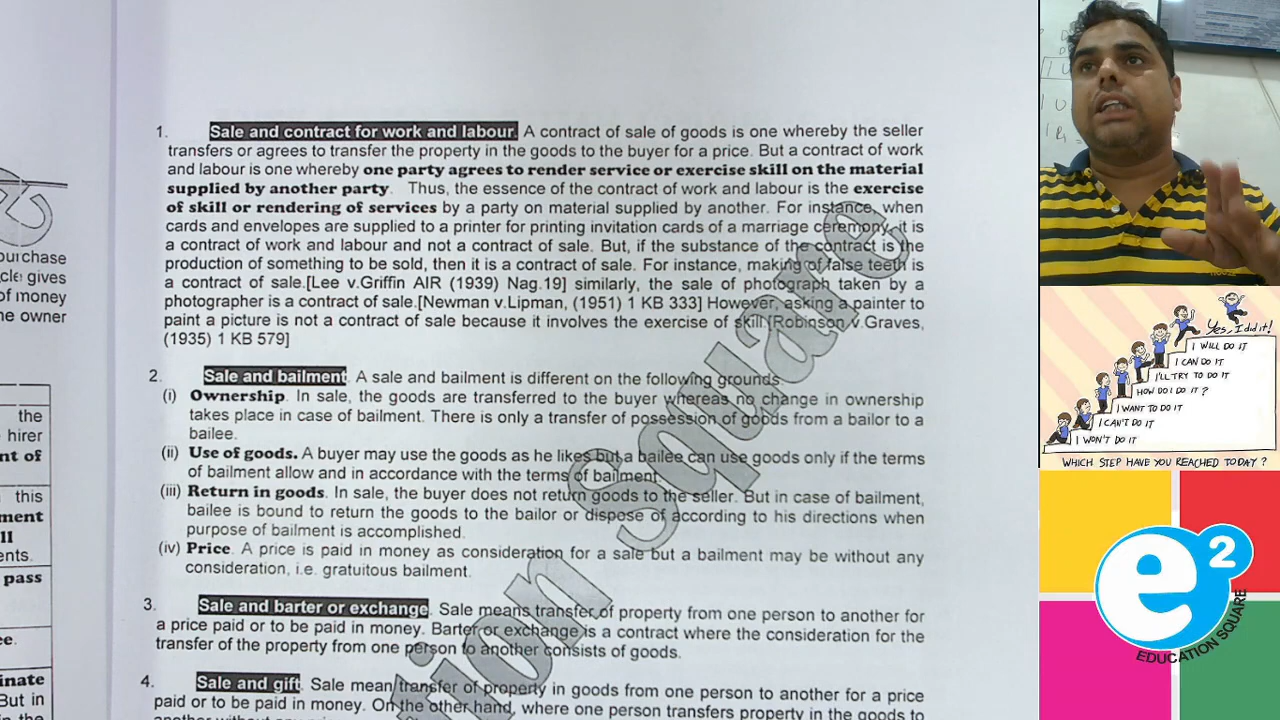 1. Sale and contract for work and labour. A contract of sale of goods is one whereby the seller
transfers or agrees to transfer the property in the goods to the buyer for a price. But a contract of work
and labour is one whereby one party agrees to render service or exercise skill on the material
supplied by another party. Thus, the essence of the contract of work and labour is the exercise
of skill or rendering of services by a party on material supplied by another. For instance, when
cards and envelopes are supplied to a printer for printing invitation cards of a marriage ceremony, it is
a contract of work and labour and not a contract of sale. But, if the substance of the contract is the
production of something to be sold, then it is a contract of sale. For instance, making of false teeth is
a contract of sale.[Lee v.Griffin AIR (1939) Nag.19] similarly, the sale of photograph taken by a
photographer is a contract of sale.[Newman v.Lipman, (1951) 1 KB 333] However, asking a painter to
paint a picture is not a contract of sale because it involves the exercise of skill.[Robinson v.Graves,
(1935) 1 KB 579]
2. Sale and bailment. A sale and bailment is different on the following grounds
(i) Ownership. In sale, the goods are transferred to the buyer whereas no change in ownership
takes place in case of bailment. There is only a transfer of possession of goods from a bailor to a
bailee.
(ii) Use of goods. A buyer may use the goods as he likes but a bailee can use goods only if the terms
of bailment allow and in accordance with the terms of bailment.
(iii) Return in goods. In sale, the buyer does not return goods to the seller. But in case of bailment,
bailee is bound to return the goods to the bailor or dispose of according to his directions when
purpose of bailment is accomplished.
(iv) Price. A price is paid in money as consideration for a sale but a bailment may be without any
consideration, i.e. gratuitous bailment.
3. Sale and barter or exchange. Sale means transfer of property from one person to another for
a price paid or to be paid in money. Barter or exchange is a contract where the consideration for the
transfer of the property from one person to another consists of goods.
4. Sale and gift. Sale mean transfer of property in goods from one person to another for a price
paid or to be paid in money. On the other hand, where one person transfers property in the goods to
gives
of money
owner
the
hirer
this
pass
But in
tion Square
Yes, I did it!
I WILL DO IT
I CAN DO IT
I'LL TRY TO DO IT
HOW DO I DO IT?
I WANT TO DO IT
I CAN'T DO IT
I WON'T DO IT
WHICH STEP HAVE YOU REACHED TODAY?
e2
EDUCATION SQUARE